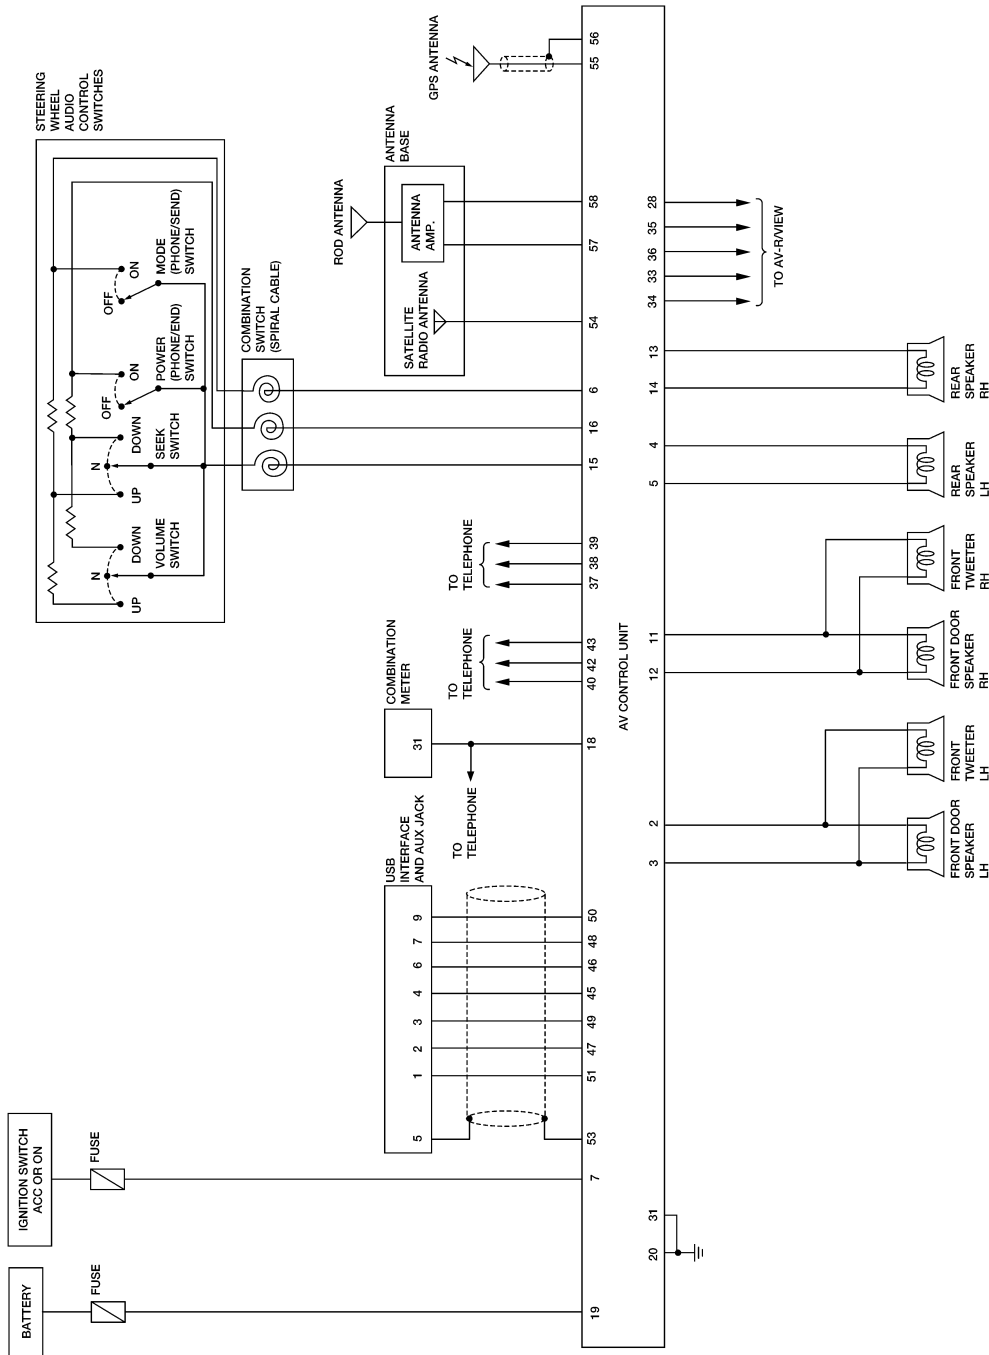 STEERING
WHEEL
AUDIO
CONTROL
SWITCHES
UP
N
DOWN
VOLUME
SWITCH
UP
N
DOWN
SEEK
SWITCH
OFF
ON
POWER
(PHONE/END)
SWITCH
OFF
ON
MODE
(PHONE/SEND)
SWITCH
COMBINATION
SWITCH
(SPIRAL CABLE)
BATTERY
FUSE
IGNITION SWITCH
ACC OR ON
FUSE
USB
INTERFACE
AND AUX JACK
5
1
2
3
4
6
7
9
TO
TELEPHONE
COMBINATION
METER
31
TO
TELEPHONE
TO
TELEPHONE
ROD ANTENNA
ANTENNA
BASE
SATELLITE
RADIO ANTENNA
ANTENNA
AMP.
GPS ANTENNA
19
7
53
51
47
49
45
46
48
50
18
40
42
43
37
38
39
15
16
6
54
57
58
55
56
AV CONTROL UNIT
20
31
3
2
12
11
5
4
14
13
34
33
36
35
28
TO AV-R/VIEW
FRONT DOOR
SPEAKER
LH
FRONT
TWEETER
LH
FRONT DOOR
SPEAKER
RH
FRONT
TWEETER
RH
REAR
SPEAKER
LH
REAR
SPEAKER
RH